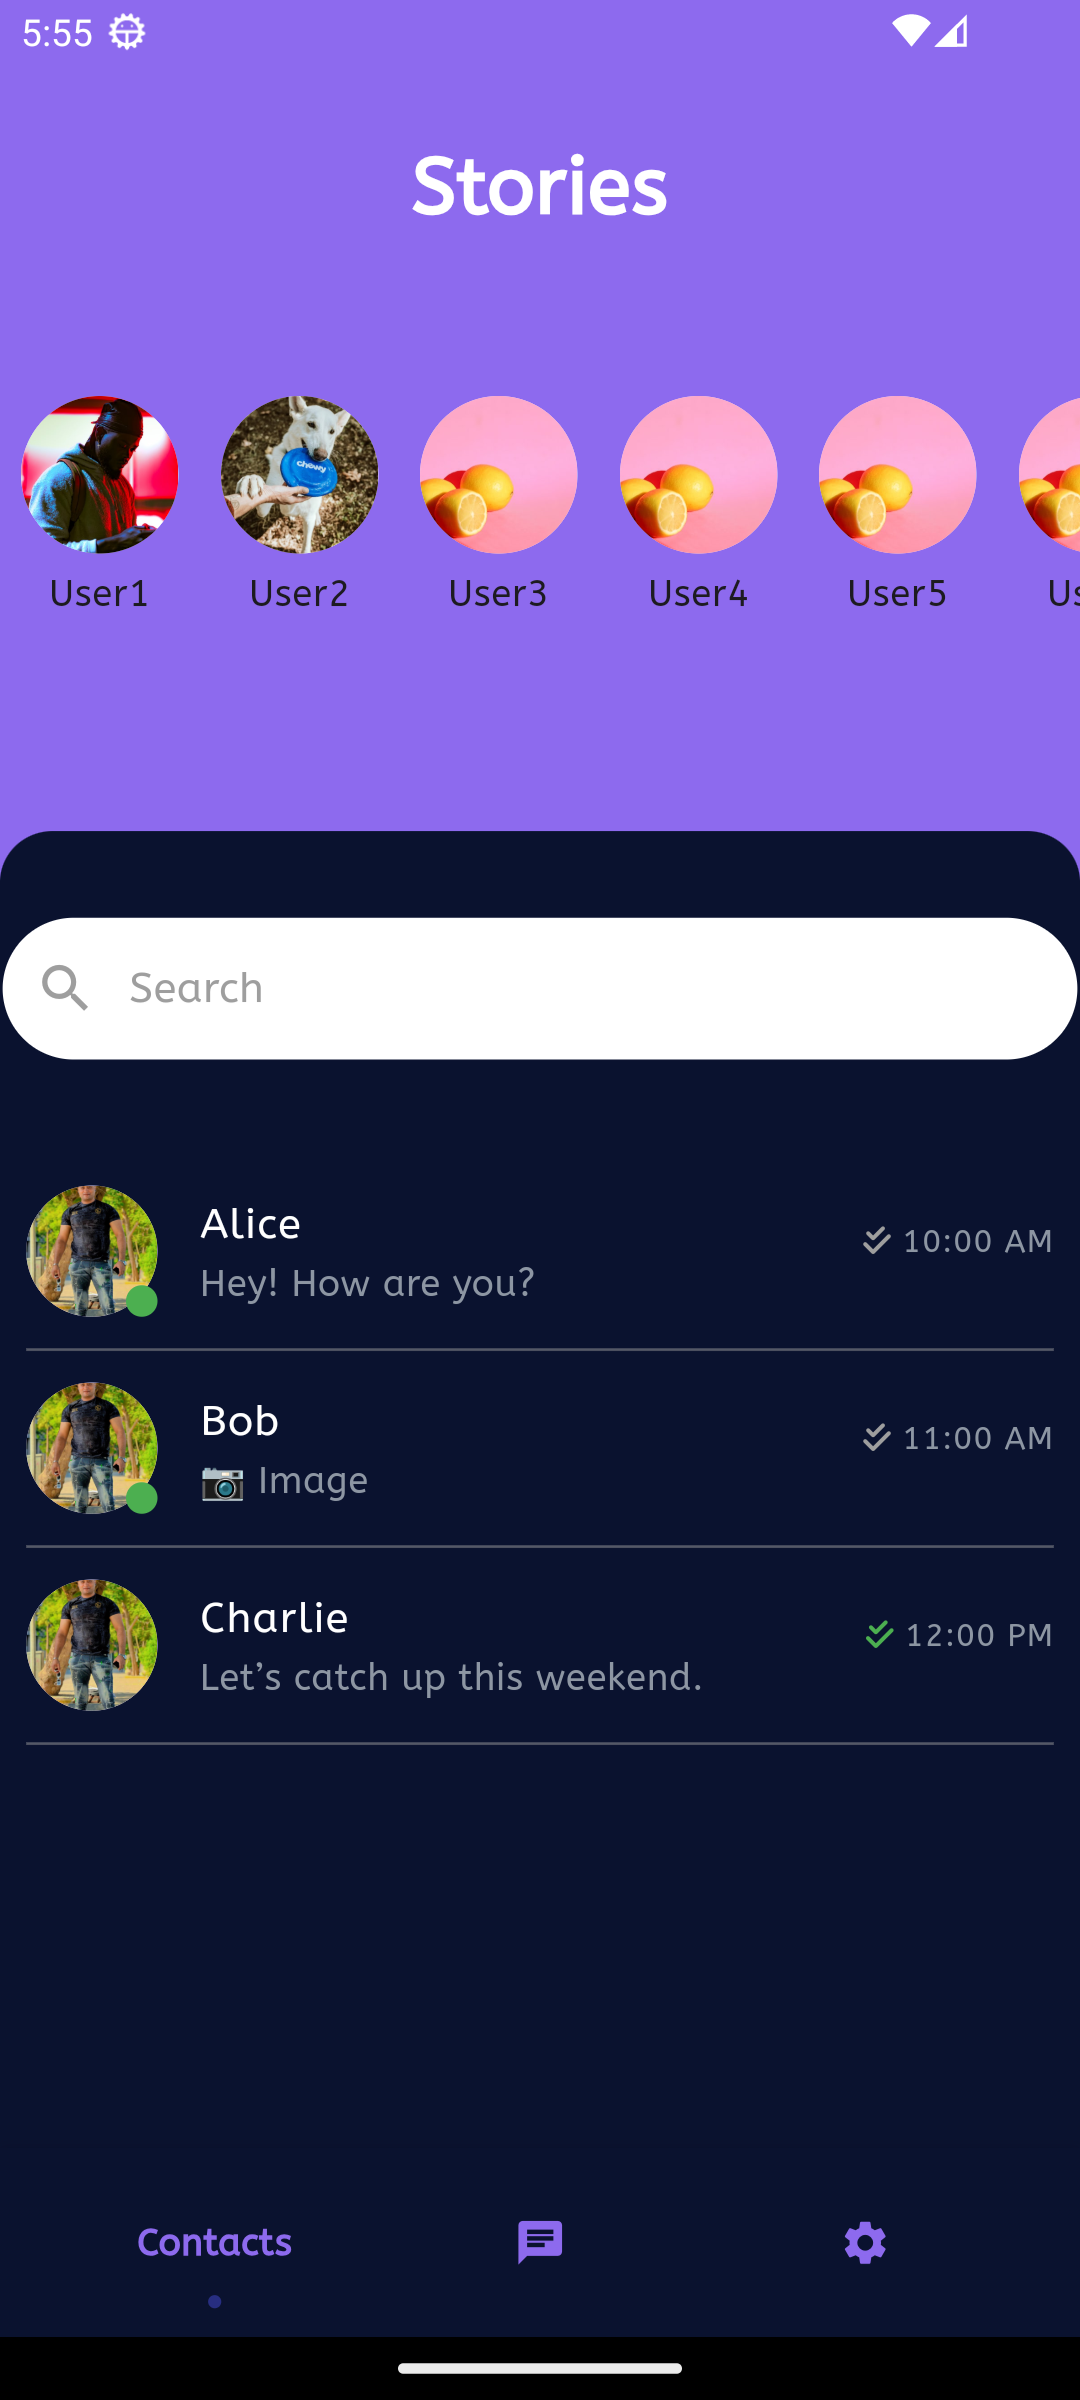 5:55
Stories
chewy
User1 User2 User3 User4 User5 Us
Search
Alice
10:00 AM
Hey! How are you?
Bob
11:00 AM
📷 Image
Charlie
12:00 PM
Let’s catch up this weekend.
Contacts